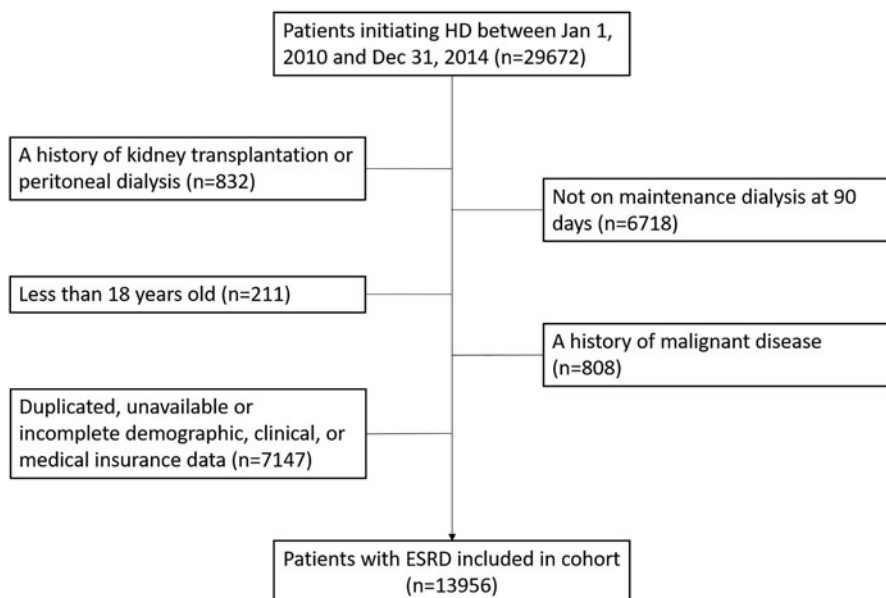 Patients initiating HD between Jan 1,
2010 and Dec 31, 2014 (n=29672)
A history of kidney transplantation or
peritoneal dialysis (n=832)
Not on maintenance dialysis at 90
days (n=6718)
Less than 18 years old (n=211)
A history of malignant disease
(n=808)
Duplicated, unavailable or
incomplete demographic, clinical, or
medical insurance data (n=7147)
Patients with ESRD included in cohort
(n=13956)